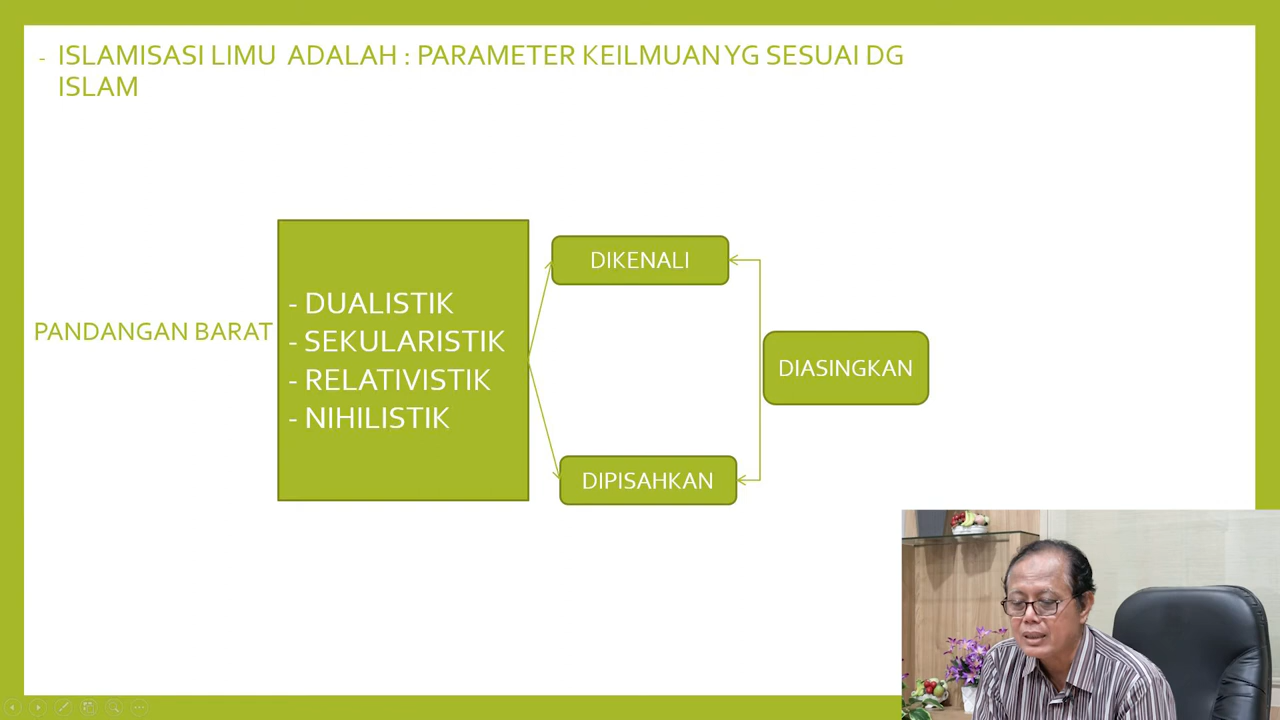 - ISLAMISASI LIMU ADALAH : PARAMETER KEILMUAN YG SESUAI DG
ISLAM
PANDANGAN BARAT
- DUALISTIK
- SEKULARISTIK
- RELATIVISTIK
- NIHILISTIK
DIKENALI
DIASINGKAN
DIPISAHKAN